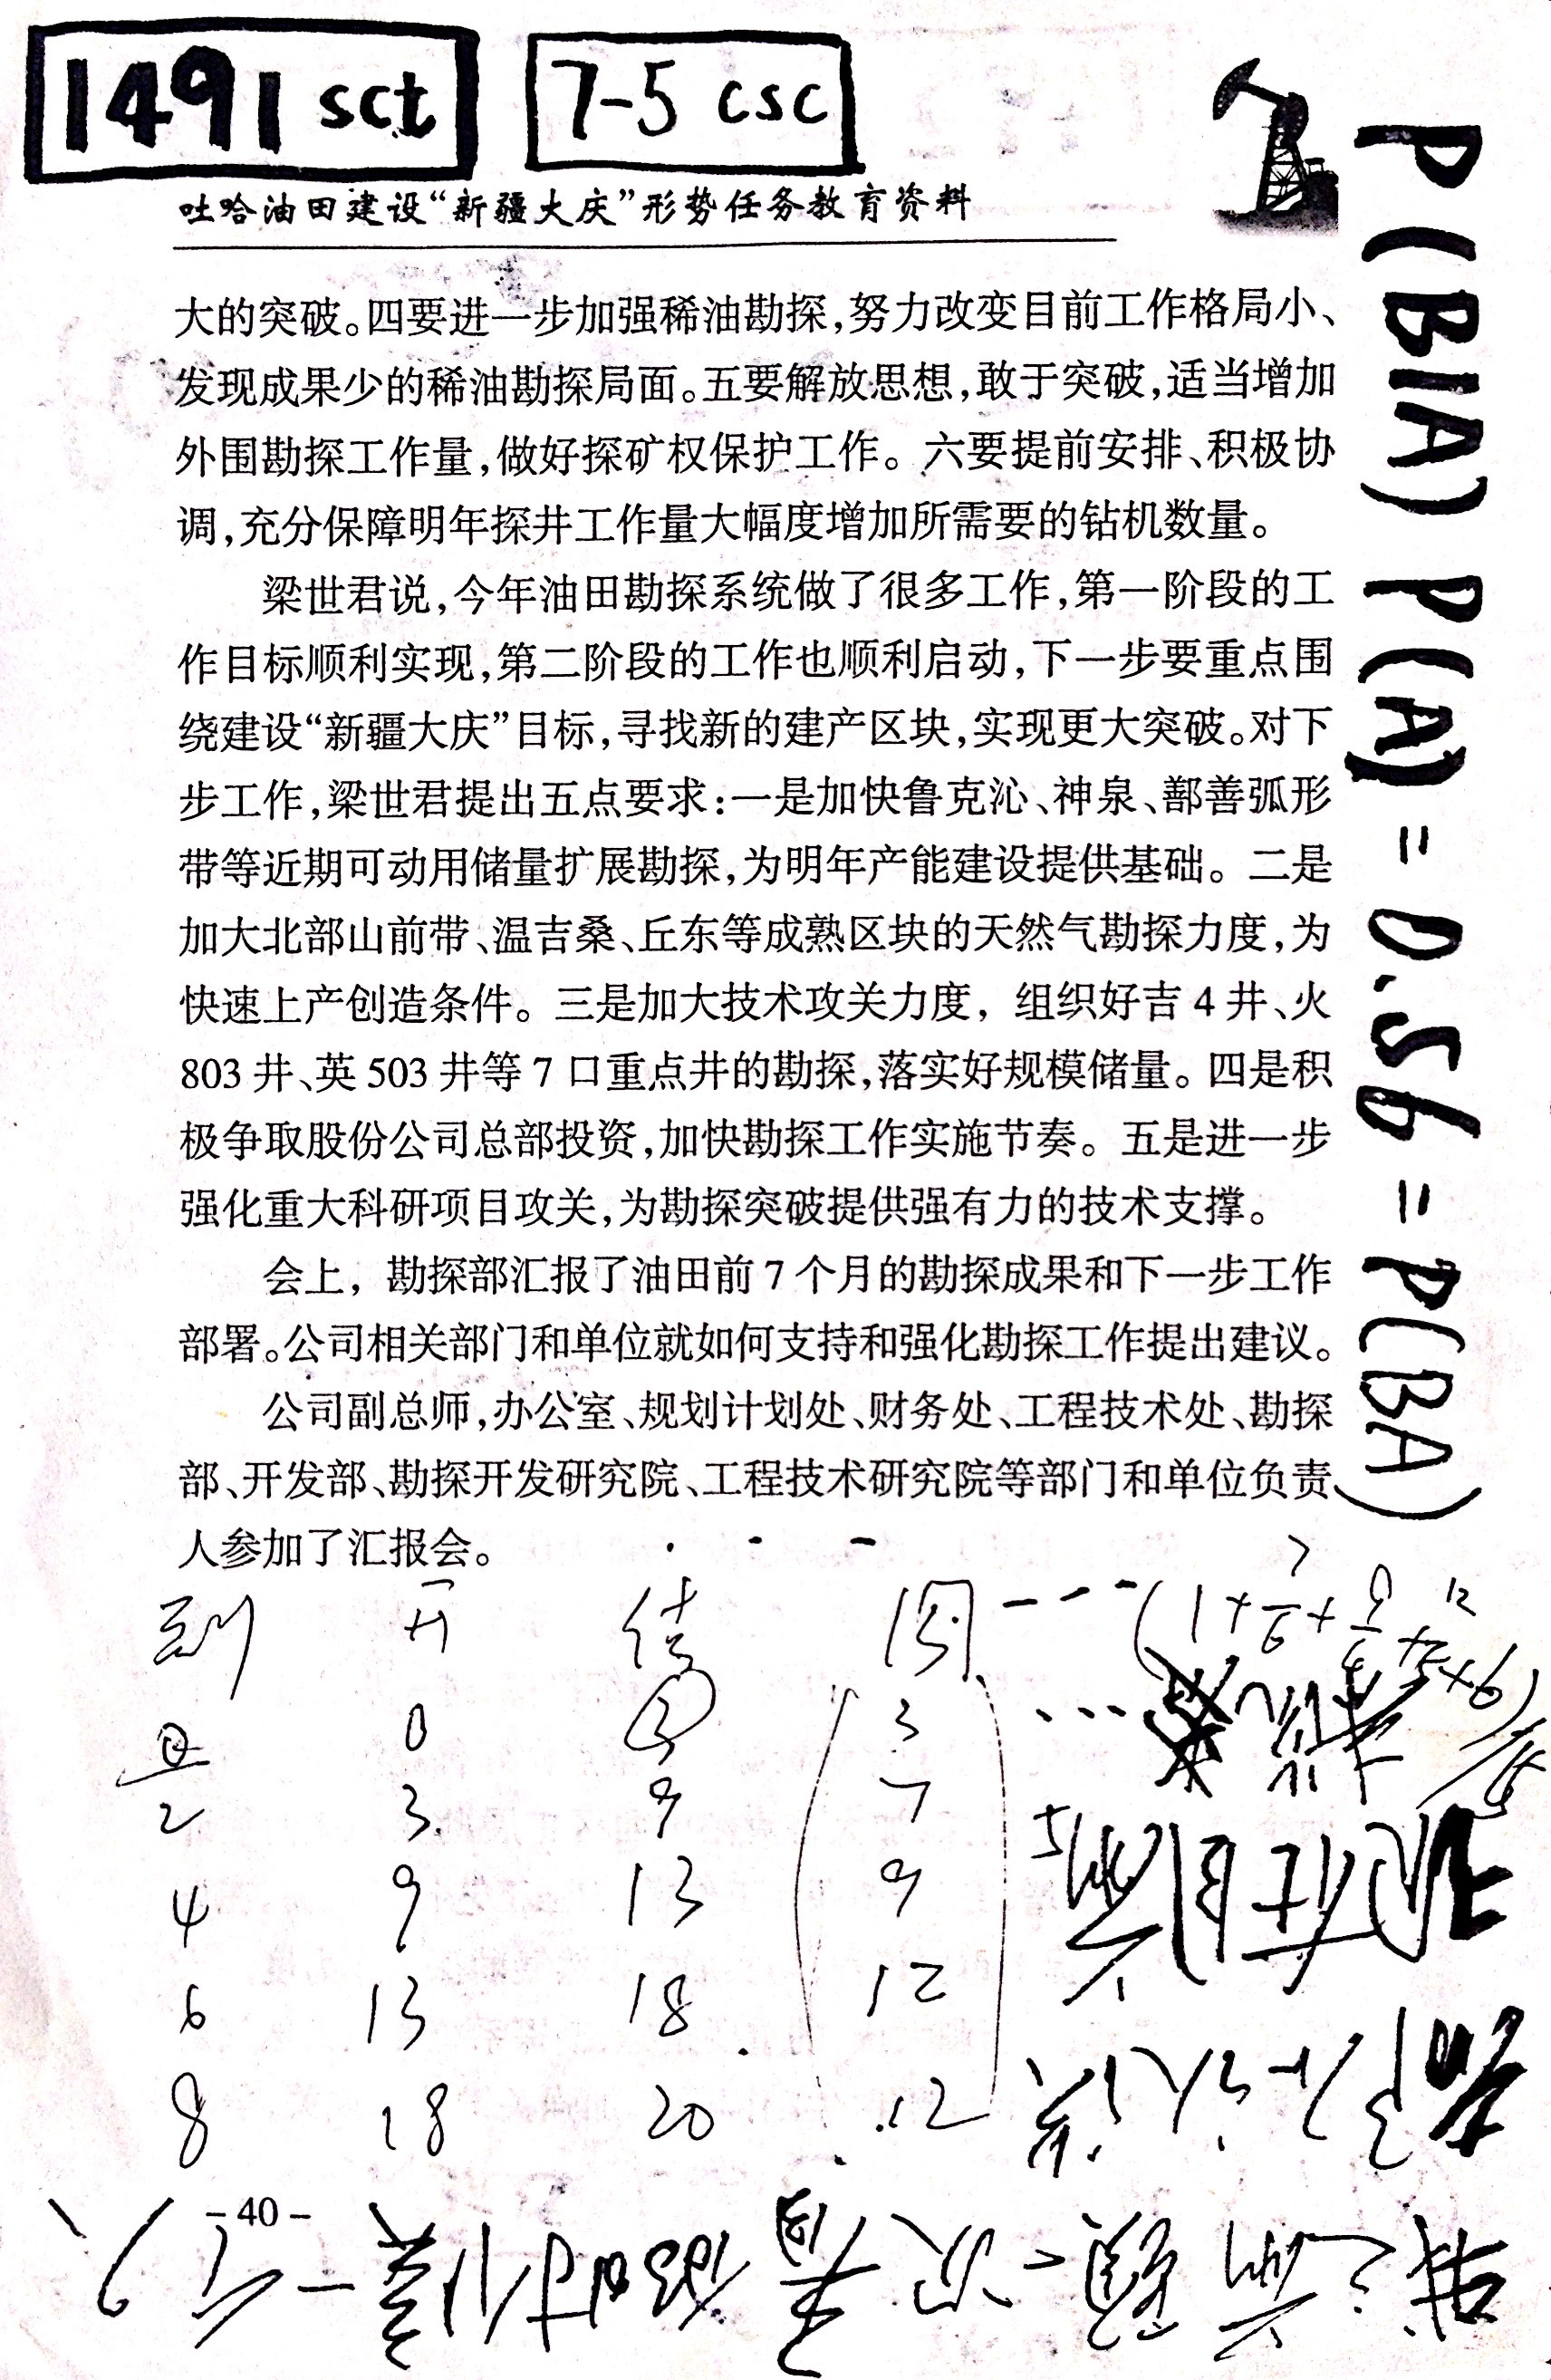 1491 sct
7-5 csc
吐哈油田建设“新疆大庆”形势任务教育资料
大的突破。四要进一步加强稀油勘探,努力改变目前工作格局小、
发现成果少的稀油勘探局面。五要解放思想,敢于突破,适当增加
外围勘探工作量,做好探矿权保护工作。六要提前安排、积极协
调,充分保障明年探井工作量大幅度增加所需要的钻机数量。
梁世君说,今年油田勘探系统做了很多工作,第一阶段的工
作目标顺利实现,第二阶段的工作也顺利启动,下一步要重点围
绕建设“新疆大庆”目标,寻找新的建产区块,实现更大突破。对下
步工作,梁世君提出五点要求:一是加快鲁克沁、神泉、鄯善弧形
带等近期可动用储量扩展勘探,为明年产能建设提供基础。二是
加大北部山前带、温吉桑、丘东等成熟区块的天然气勘探力度,为
快速上产创造条件。三是加大技术攻关力度,组织好吉4井、火
803井、英503井等7口重点井的勘探,落实好规模储量。四是积
极争取股份公司总部投资,加快勘探工作实施节奏。五是进一步
强化重大科研项目攻关,为勘探突破提供强有力的技术支撑。
会上,勘探部汇报了油田前7个月的勘探成果和下一步工作
部署。公司相关部门和单位就如何支持和强化勘探工作提出建议。
公司副总师,办公室、规划计划处、财务处、工程技术处、勘探
部、开发部、勘探开发研究院、工程技术研究院等部门和单位负责
人参加了汇报会。
P(B|A) P(A) = 0.56 = P(BA)
到 开 停 周
0 0 3 3
2 3 9 7
4 9 13 9
6 13 18 12
8 18 20 12
-40-